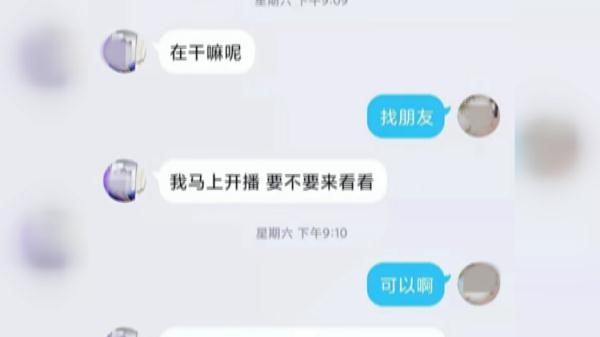 星期六 下午9:09
在干嘛呢
找朋友
我马上开播 要不要来看看
星期六 下午9:10
可以啊